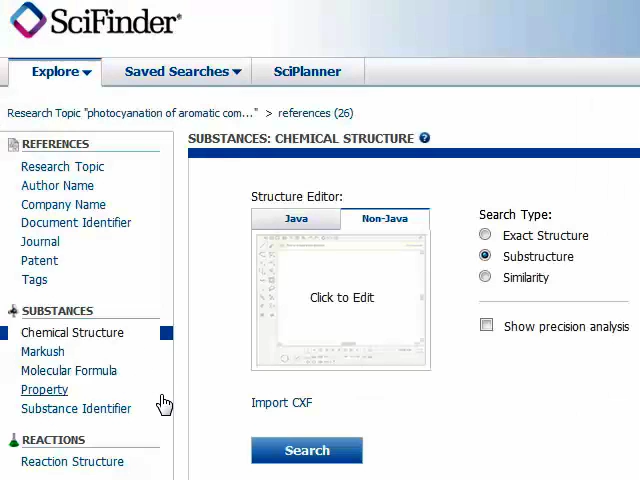 SciFinder®
Explore Saved Searches SciPlanner
Research Topic "photocyanation of aromatic com..." > references (26)
REFERENCES
Research Topic
Author Name
Company Name
Document Identifier
Journal
Patent
Tags
SUBSTANCES
Chemical Structure
Markush
Molecular Formula
Property
Substance Identifier
REACTIONS
Reaction Structure
SUBSTANCES: CHEMICAL STRUCTURE ?
Structure Editor:
Java Non-Java
Click to Edit
Import CXF
Search
Search Type:
Exact Structure
Substructure
Similarity
Show precision analysis